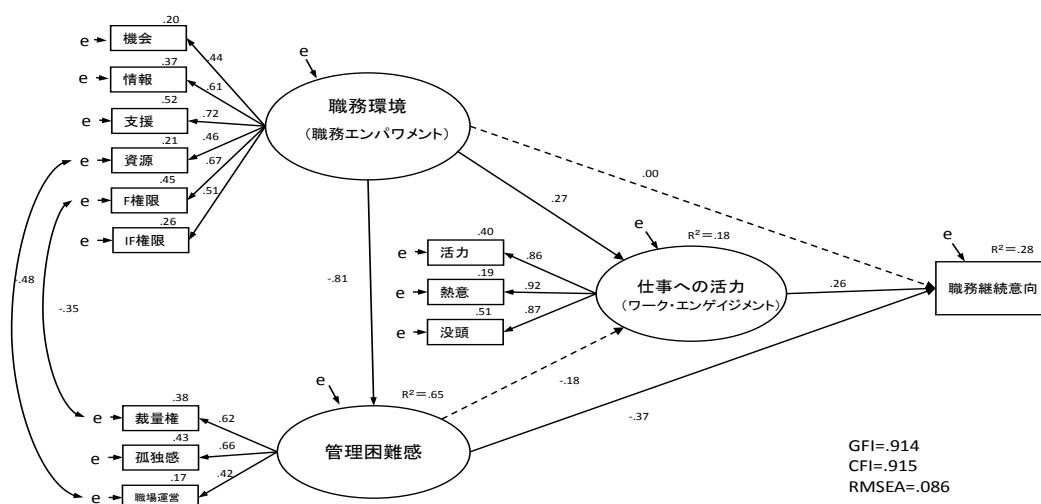 .20
e
機会
.44
.37
e
情報
.61
.52
e
支援
.72
.21
e
資源
.46
.45
e
F権限
.67
.26
e
IF権限
.51
e
職務環境
(職務エンパワメント)
.00
.27
-.81
-.48
-.35
e
R²=.18
仕事への活力
(ワーク・エンゲイジメント)
.40
e
活力
.86
.19
e
熱意
.92
.51
e
没頭
.87
.26
e
R²=.28
職務継続意向
-.18
-.37
e
R²=.65
管理困難感
.38
e
裁量権
.62
.43
e
孤独感
.66
.17
e
職場運営
.42
GFI=.914
CFI=.915
RMSEA=.086